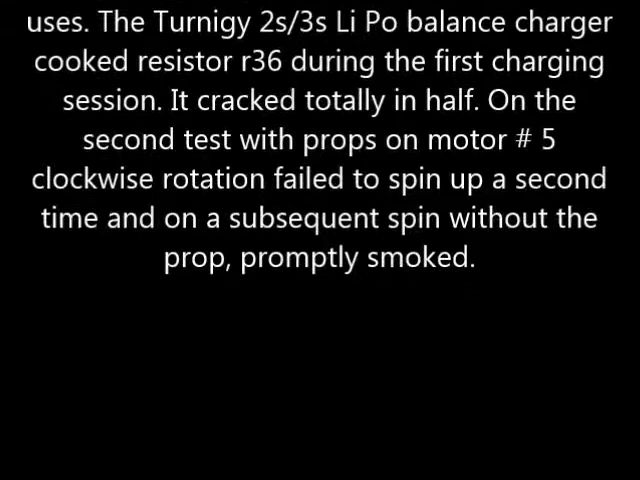 uses. The Turnigy 2s/3s Li Po balance charger
cooked resistor r36 during the first charging
session. It cracked totally in half. On the
second test with props on motor # 5
clockwise rotation failed to spin up a second
time and on a subsequent spin without the
prop, promptly smoked.